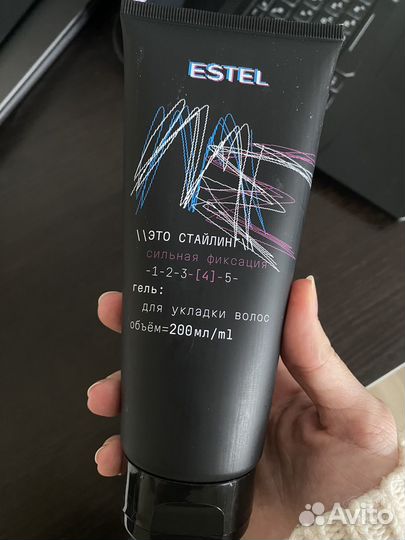 ESTEL
\\ЭТО СТАЙЛИНГ\\
сильная фиксация
-1-2-3-[4]-5-
гель:
для укладки волос
объём=200мл/ml
Avito